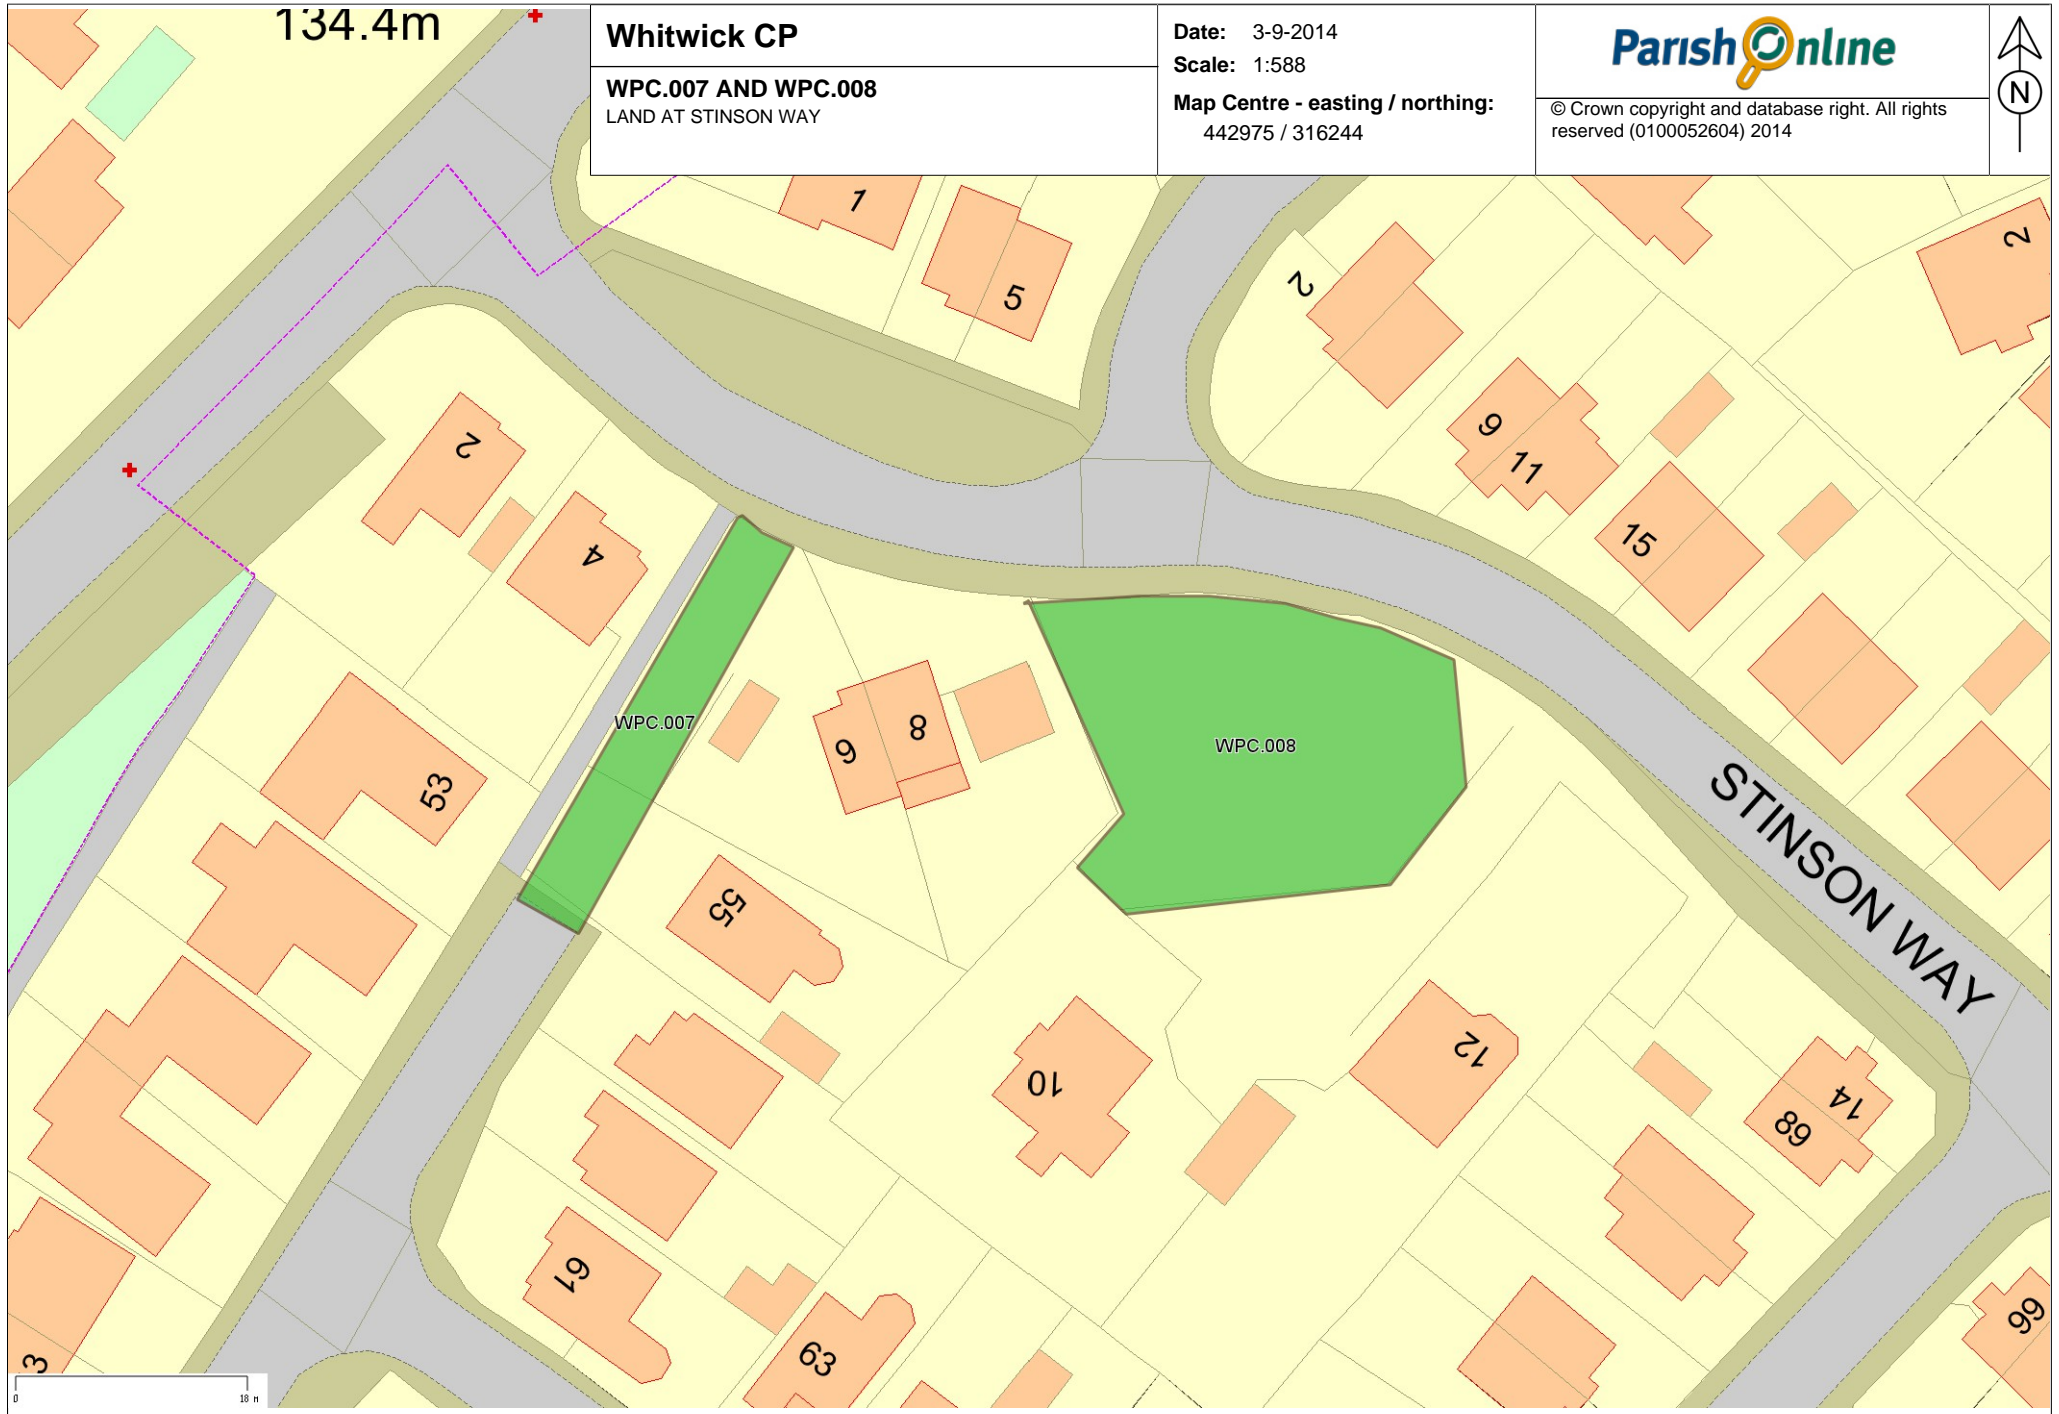 134.4m
Whitwick CP
WPC.007 AND WPC.008
LAND AT STINSON WAY
Date: 3-9-2014
Scale: 1:588
Map Centre - easting / northing:
442975 / 316244
Parish Online
© Crown copyright and database right. All rights
reserved (0100052604) 2014
N
1
5
2
2
9
11
15
2
4
WPC.007
6
8
WPC.008
53
55
STINSON WAY
10
12
14
68
61
63
66
3
0
18 m